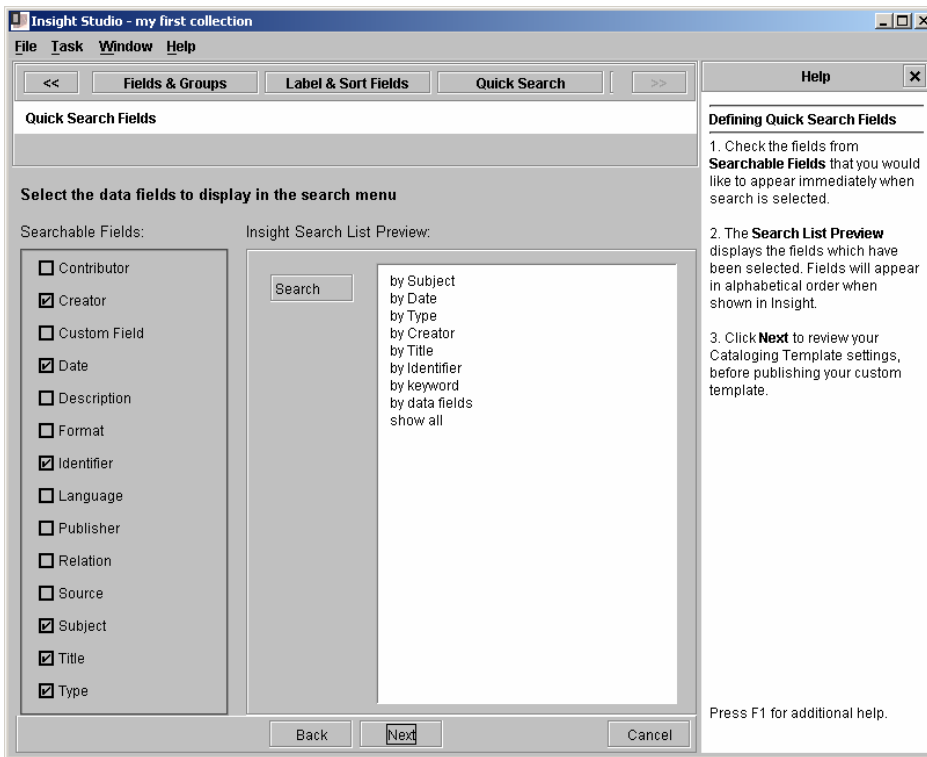 Insight Studio - my first collection
File Task Window Help
<< Fields & Groups Label & Sort Fields Quick Search >>
Quick Search Fields
Select the data fields to display in the search menu
Searchable Fields:
Contributor
Creator
Custom Field
Date
Description
Format
Identifier
Language
Publisher
Relation
Source
Subject
Title
Type
Insight Search List Preview:
Search
by Subject
by Date
by Type
by Creator
by Title
by Identifier
by keyword
by data fields
show all
Back Next Cancel
Help
Defining Quick Search Fields
1. Check the fields from
Searchable Fields that you would
like to appear immediately when
search is selected.
2. The Search List Preview
displays the fields which have
been selected. Fields will appear
in alphabetical order when
shown in Insight.
3. Click Next to review your
Cataloging Template settings,
before publishing your custom
template.
Press F1 for additional help.